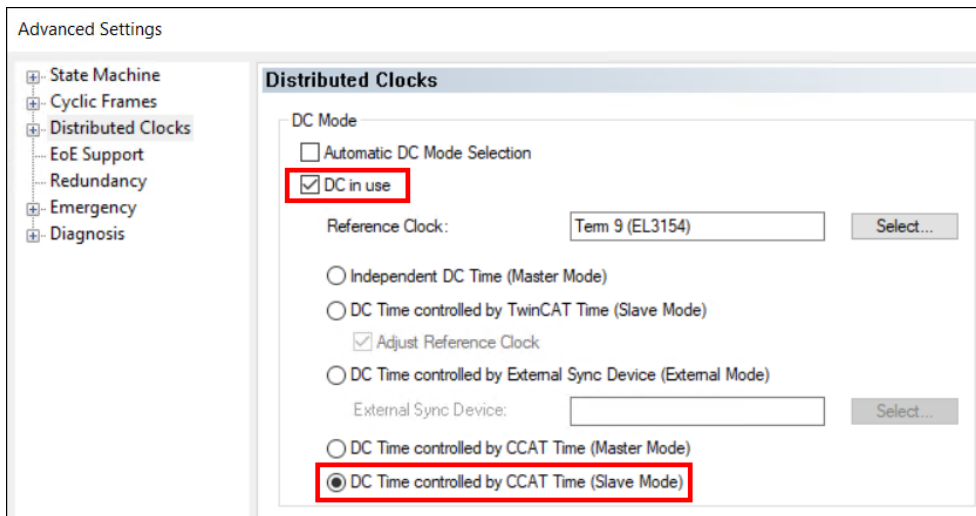 Advanced Settings
State Machine
Cyclic Frames
Distributed Clocks
EoE Support
Redundancy
Emergency
Diagnosis
Distributed Clocks
DC Mode
Automatic DC Mode Selection
DC in use
Reference Clock: Term 9 (EL3154) Select...
Independent DC Time (Master Mode)
DC Time controlled by TwinCAT Time (Slave Mode)
Adjust Reference Clock
DC Time controlled by External Sync Device (External Mode)
External Sync Device: Select...
DC Time controlled by CCAT Time (Master Mode)
DC Time controlled by CCAT Time (Slave Mode)